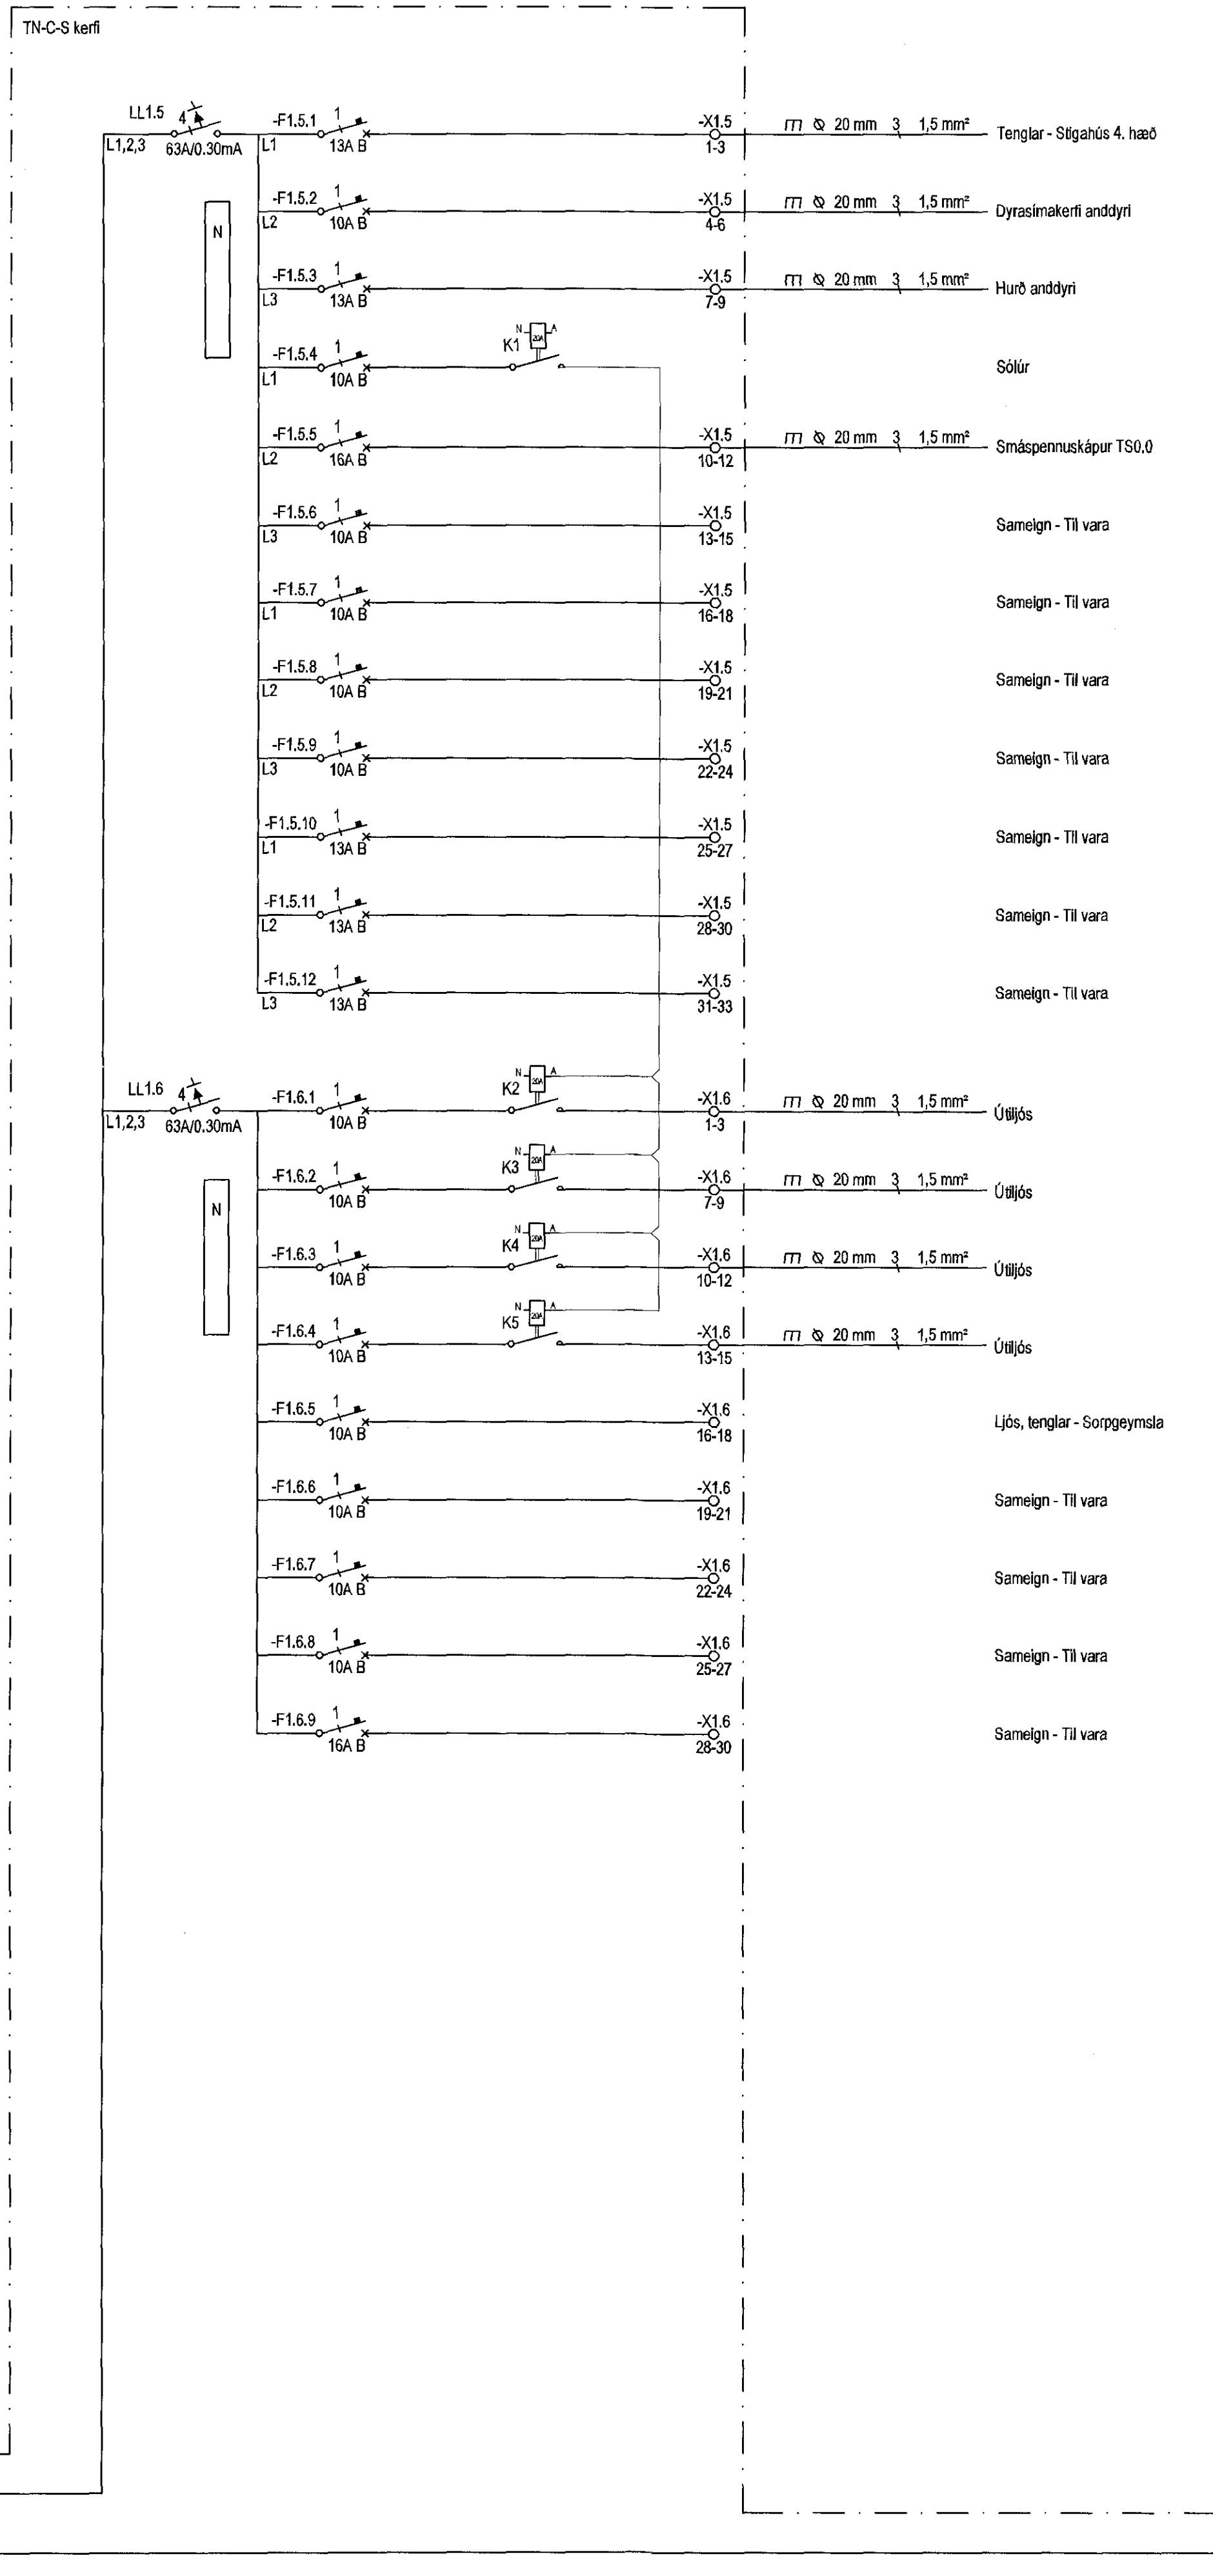 TN-C-S kerfi
LL1.5 4
L1,2,3 63A/0.30mA
N
-F1.5.1 1 -X1.5 20 mm 3 1,5 mm² Tenglar - Stigahús 4. hæð
L1 13A B 1-3
-F1.5.2 1 -X1.5 20 mm 3 1,5 mm² Dyrasímakerfi anddyri
L2 10A B 4-6
-F1.5.3 1 -X1.5 20 mm 3 1,5 mm² Hurð anddyri
L3 13A B 7-9
N 20A A
-F1.5.4 1 K1 Sólúr
L1 10A B
-F1.5.5 1 -X1.5 20 mm 3 1,5 mm² Smáspennuskápur TS0.0
L2 16A B 10-12
-F1.5.6 1 -X1.5 Sameign - Til vara
L3 10A B 13-15
-F1.5.7 1 -X1.5 Sameign - Til vara
L1 10A B 16-18
-F1.5.8 1 -X1.5 Sameign - Til vara
L2 10A B 19-21
-F1.5.9 1 -X1.5 Sameign - Til vara
L3 10A B 22-24
-F1.5.10 1 -X1.5 Sameign - Til vara
L1 13A B 25-27
-F1.5.11 1 -X1.5 Sameign - Til vara
L2 13A B 28-30
-F1.5.12 1 -X1.5 Sameign - Til vara
L3 13A B 31-33
LL1.6 4
L1,2,3 63A/0.30mA
N
N 20A A
-F1.6.1 1 K2 -X1.6 20 mm 3 1,5 mm² Útiljós
10A B 1-3
N 20A A
-F1.6.2 1 K3 -X1.6 20 mm 3 1,5 mm² Útiljós
10A B 7-9
N 20A A
-F1.6.3 1 K4 -X1.6 20 mm 3 1,5 mm² Útiljós
10A B 10-12
N 20A A
-F1.6.4 1 K5 -X1.6 20 mm 3 1,5 mm² Útiljós
10A B 13-15
-F1.6.5 1 -X1.6 Ljós, tenglar - Sorpgeymsla
10A B 16-18
-F1.6.6 1 -X1.6 Sameign - Til vara
10A B 19-21
-F1.6.7 1 -X1.6 Sameign - Til vara
10A B 22-24
-F1.6.8 1 -X1.6 Sameign - Til vara
10A B 25-27
-F1.6.9 1 -X1.6 Sameign - Til vara
16A B 28-30